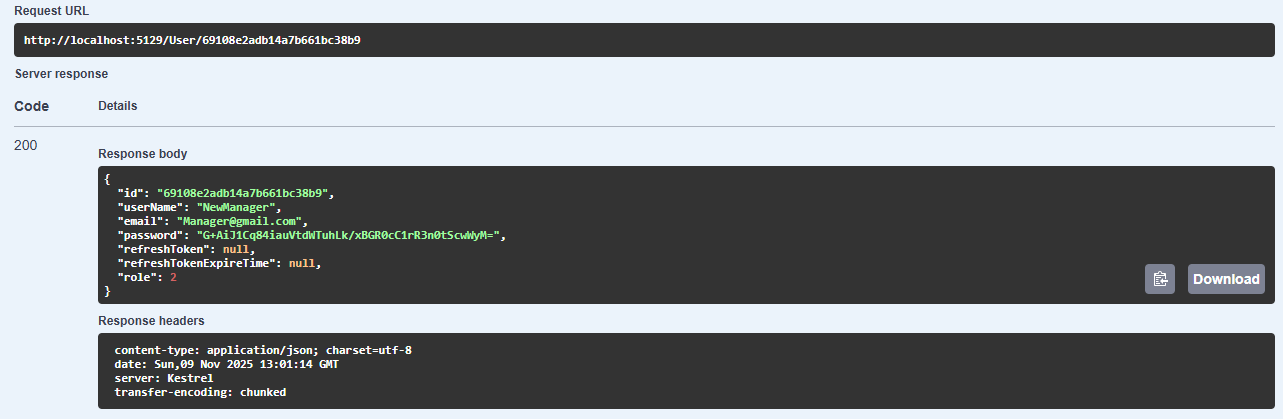 Request URL
http://localhost:5129/User/69108e2adb14a7b661bc38b9
Server response
Code Details
200
Response body
{
"id": "69108e2adb14a7b661bc38b9",
"userName": "NewManager",
"email": "Manager@gmail.com",
"password": "G+AiJ1Cq84iauVtdWTuhLk/xBGR0cC1rR3n0tScwWyM=",
"refreshToken": null,
"refreshTokenExpireTime": null,
"role": 2
}
Download
Response headers
content-type: application/json; charset=utf-8
date: Sun,09 Nov 2025 13:01:14 GMT
server: Kestrel
transfer-encoding: chunked